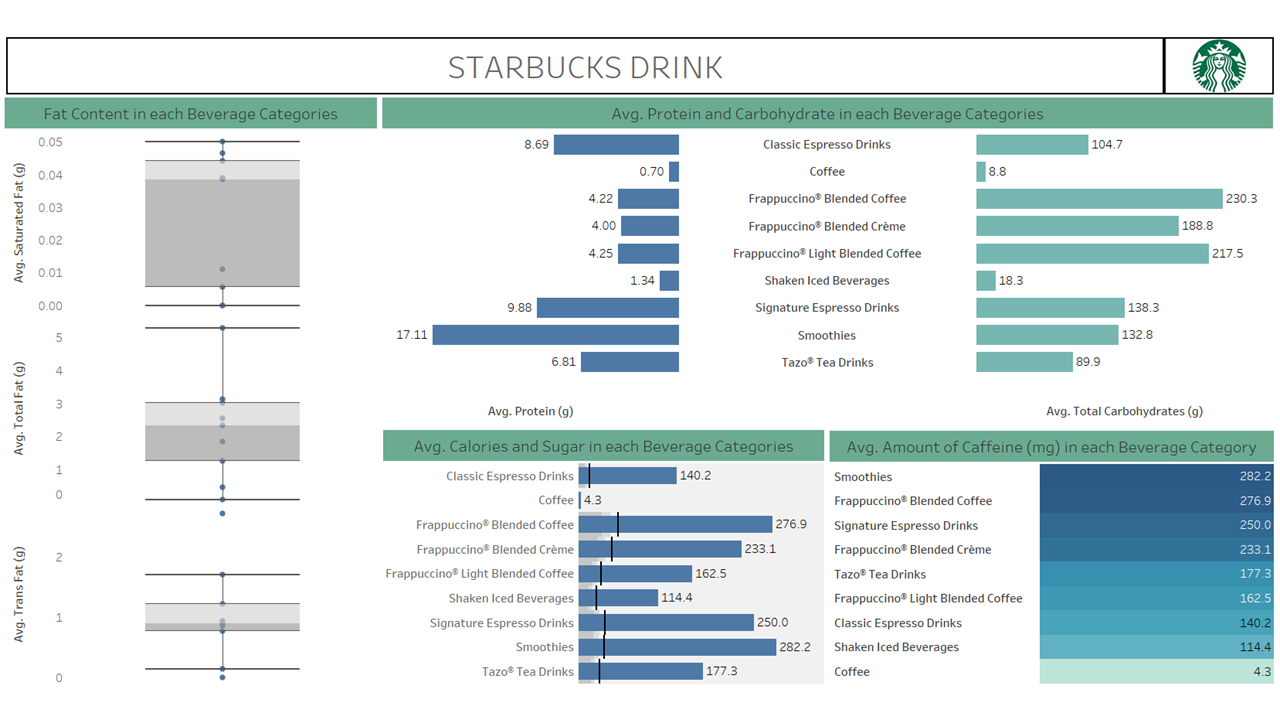 STARBUCKS DRINK
Fat Content in each Beverage Categories
Avg. Saturated Fat (g)
0.05
0.04
0.03
0.02
0.01
0.00
Avg. Total Fat (g)
5
4
3
2
1
0
Avg. Trans Fat (g)
2
1
0
Avg. Protein and Carbohydrate in each Beverage Categories
8.69 Classic Espresso Drinks 104.7
0.70 Coffee 8.8
4.22 Frappuccino® Blended Coffee 230.3
4.00 Frappuccino® Blended Crème 188.8
4.25 Frappuccino® Light Blended Coffee 217.5
1.34 Shaken Iced Beverages 18.3
9.88 Signature Espresso Drinks 138.3
17.11 Smoothies 132.8
6.81 Tazo® Tea Drinks 89.9
Avg. Protein (g) Avg. Total Carbohydrates (g)
Avg. Calories and Sugar in each Beverage Categories
Classic Espresso Drinks 140.2
Coffee 4.3
Frappuccino® Blended Coffee 276.9
Frappuccino® Blended Crème 233.1
Frappuccino® Light Blended Coffee 162.5
Shaken Iced Beverages 114.4
Signature Espresso Drinks 250.0
Smoothies 282.2
Tazo® Tea Drinks 177.3
Avg. Amount of Caffeine (mg) in each Beverage Category
Smoothies 282.2
Frappuccino® Blended Coffee 276.9
Signature Espresso Drinks 250.0
Frappuccino® Blended Crème 233.1
Tazo® Tea Drinks 177.3
Frappuccino® Light Blended Coffee 162.5
Classic Espresso Drinks 140.2
Shaken Iced Beverages 114.4
Coffee 4.3